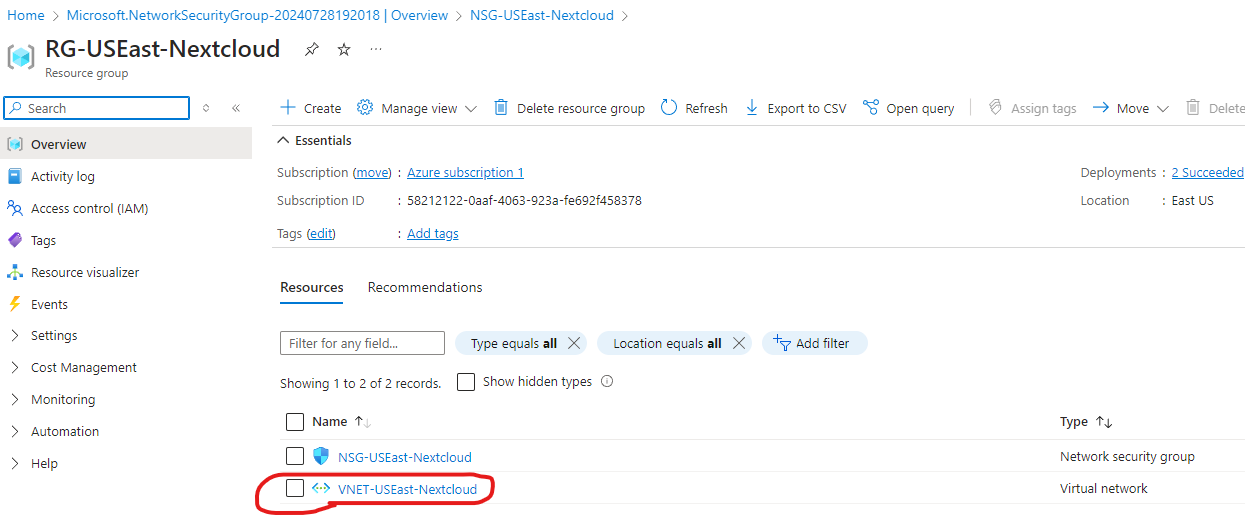 Home > Microsoft.NetworkSecurityGroup-20240728192018 | Overview > NSG-USEast-Nextcloud >
RG-USEast-Nextcloud
Resource group
Search
Overview
Activity log
Access control (IAM)
Tags
Resource visualizer
Events
Settings
Cost Management
Monitoring
Automation
Help
Create Manage view Delete resource group Refresh Export to CSV Open query Assign tags Move Delete
Essentials
Subscription (move) : Azure subscription 1
Subscription ID : 58212122-0aaf-4063-923a-fe692f458378
Tags (edit) : Add tags
Deployments : 2 Succeeded
Location : East US
Resources Recommendations
Filter for any field... Type equals all Location equals all Add filter
Showing 1 to 2 of 2 records. Show hidden types
Name Type
NSG-USEast-Nextcloud Network security group
VNET-USEast-Nextcloud Virtual network